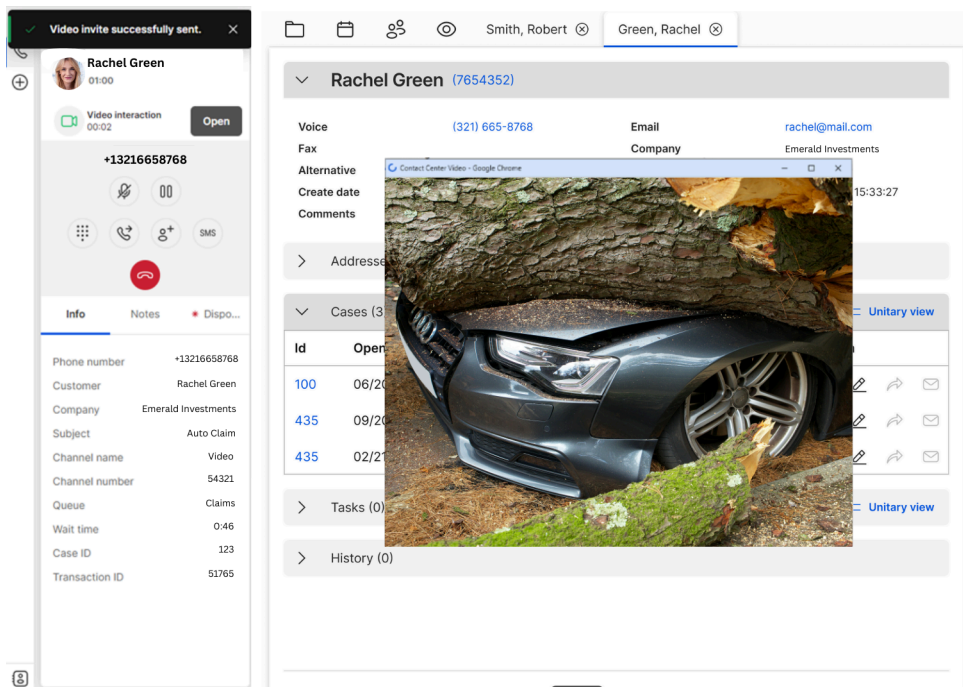 Video invite successfully sent.
Rachel Green
01:00
Video interaction
00:02
Open
+13216658768
SMS
Info Notes Dispo...
Phone number +13216658768
Customer Rachel Green
Company Emerald Investments
Subject Auto Claim
Channel name Video
Channel number 54321
Queue Claims
Wait time 0:46
Case ID 123
Transaction ID 51765
Smith, Robert Green, Rachel
Rachel Green (7654352)
Voice (321) 665-8768 Email rachel@mail.com
Fax Company Emerald Investments
Alternative
Create date 15:33:27
Comments
Contact Center Video - Google Chrome
Addresse
Cases (3 Unitary view
Id Open
100 06/20
435 09/20
435 02/21
Tasks (0) Unitary view
History (0)